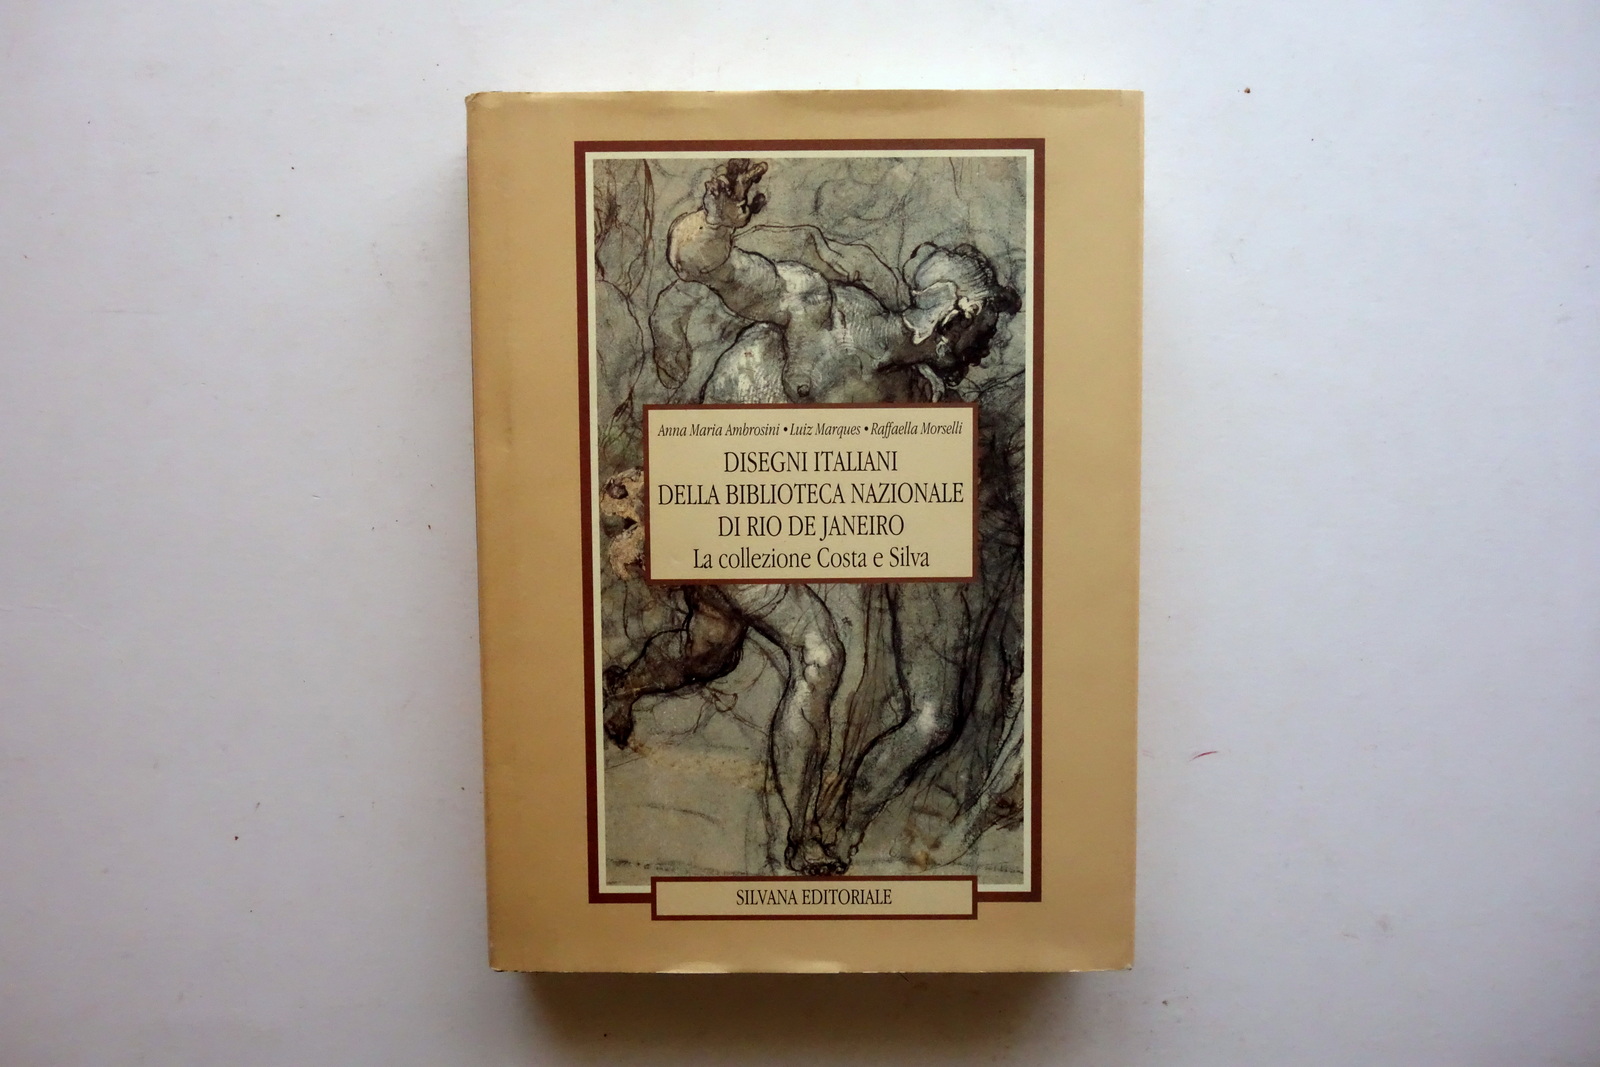 Anna Maria Ambrosini • Luiz Marques • Raffaella Morselli
DISEGNI ITALIANI
DELLA BIBLIOTECA NAZIONALE
DI RIO DE JANEIRO
La collezione Costa e Silva
SILVANA EDITORIALE